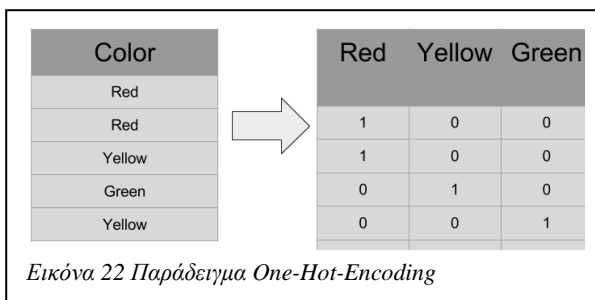 Color
Red
Red
Yellow
Green
Yellow
Red Yellow Green
1 0 0
1 0 0
0 1 0
0 0 1
Εικόνα 22 Παράδειγμα One-Hot-Encoding